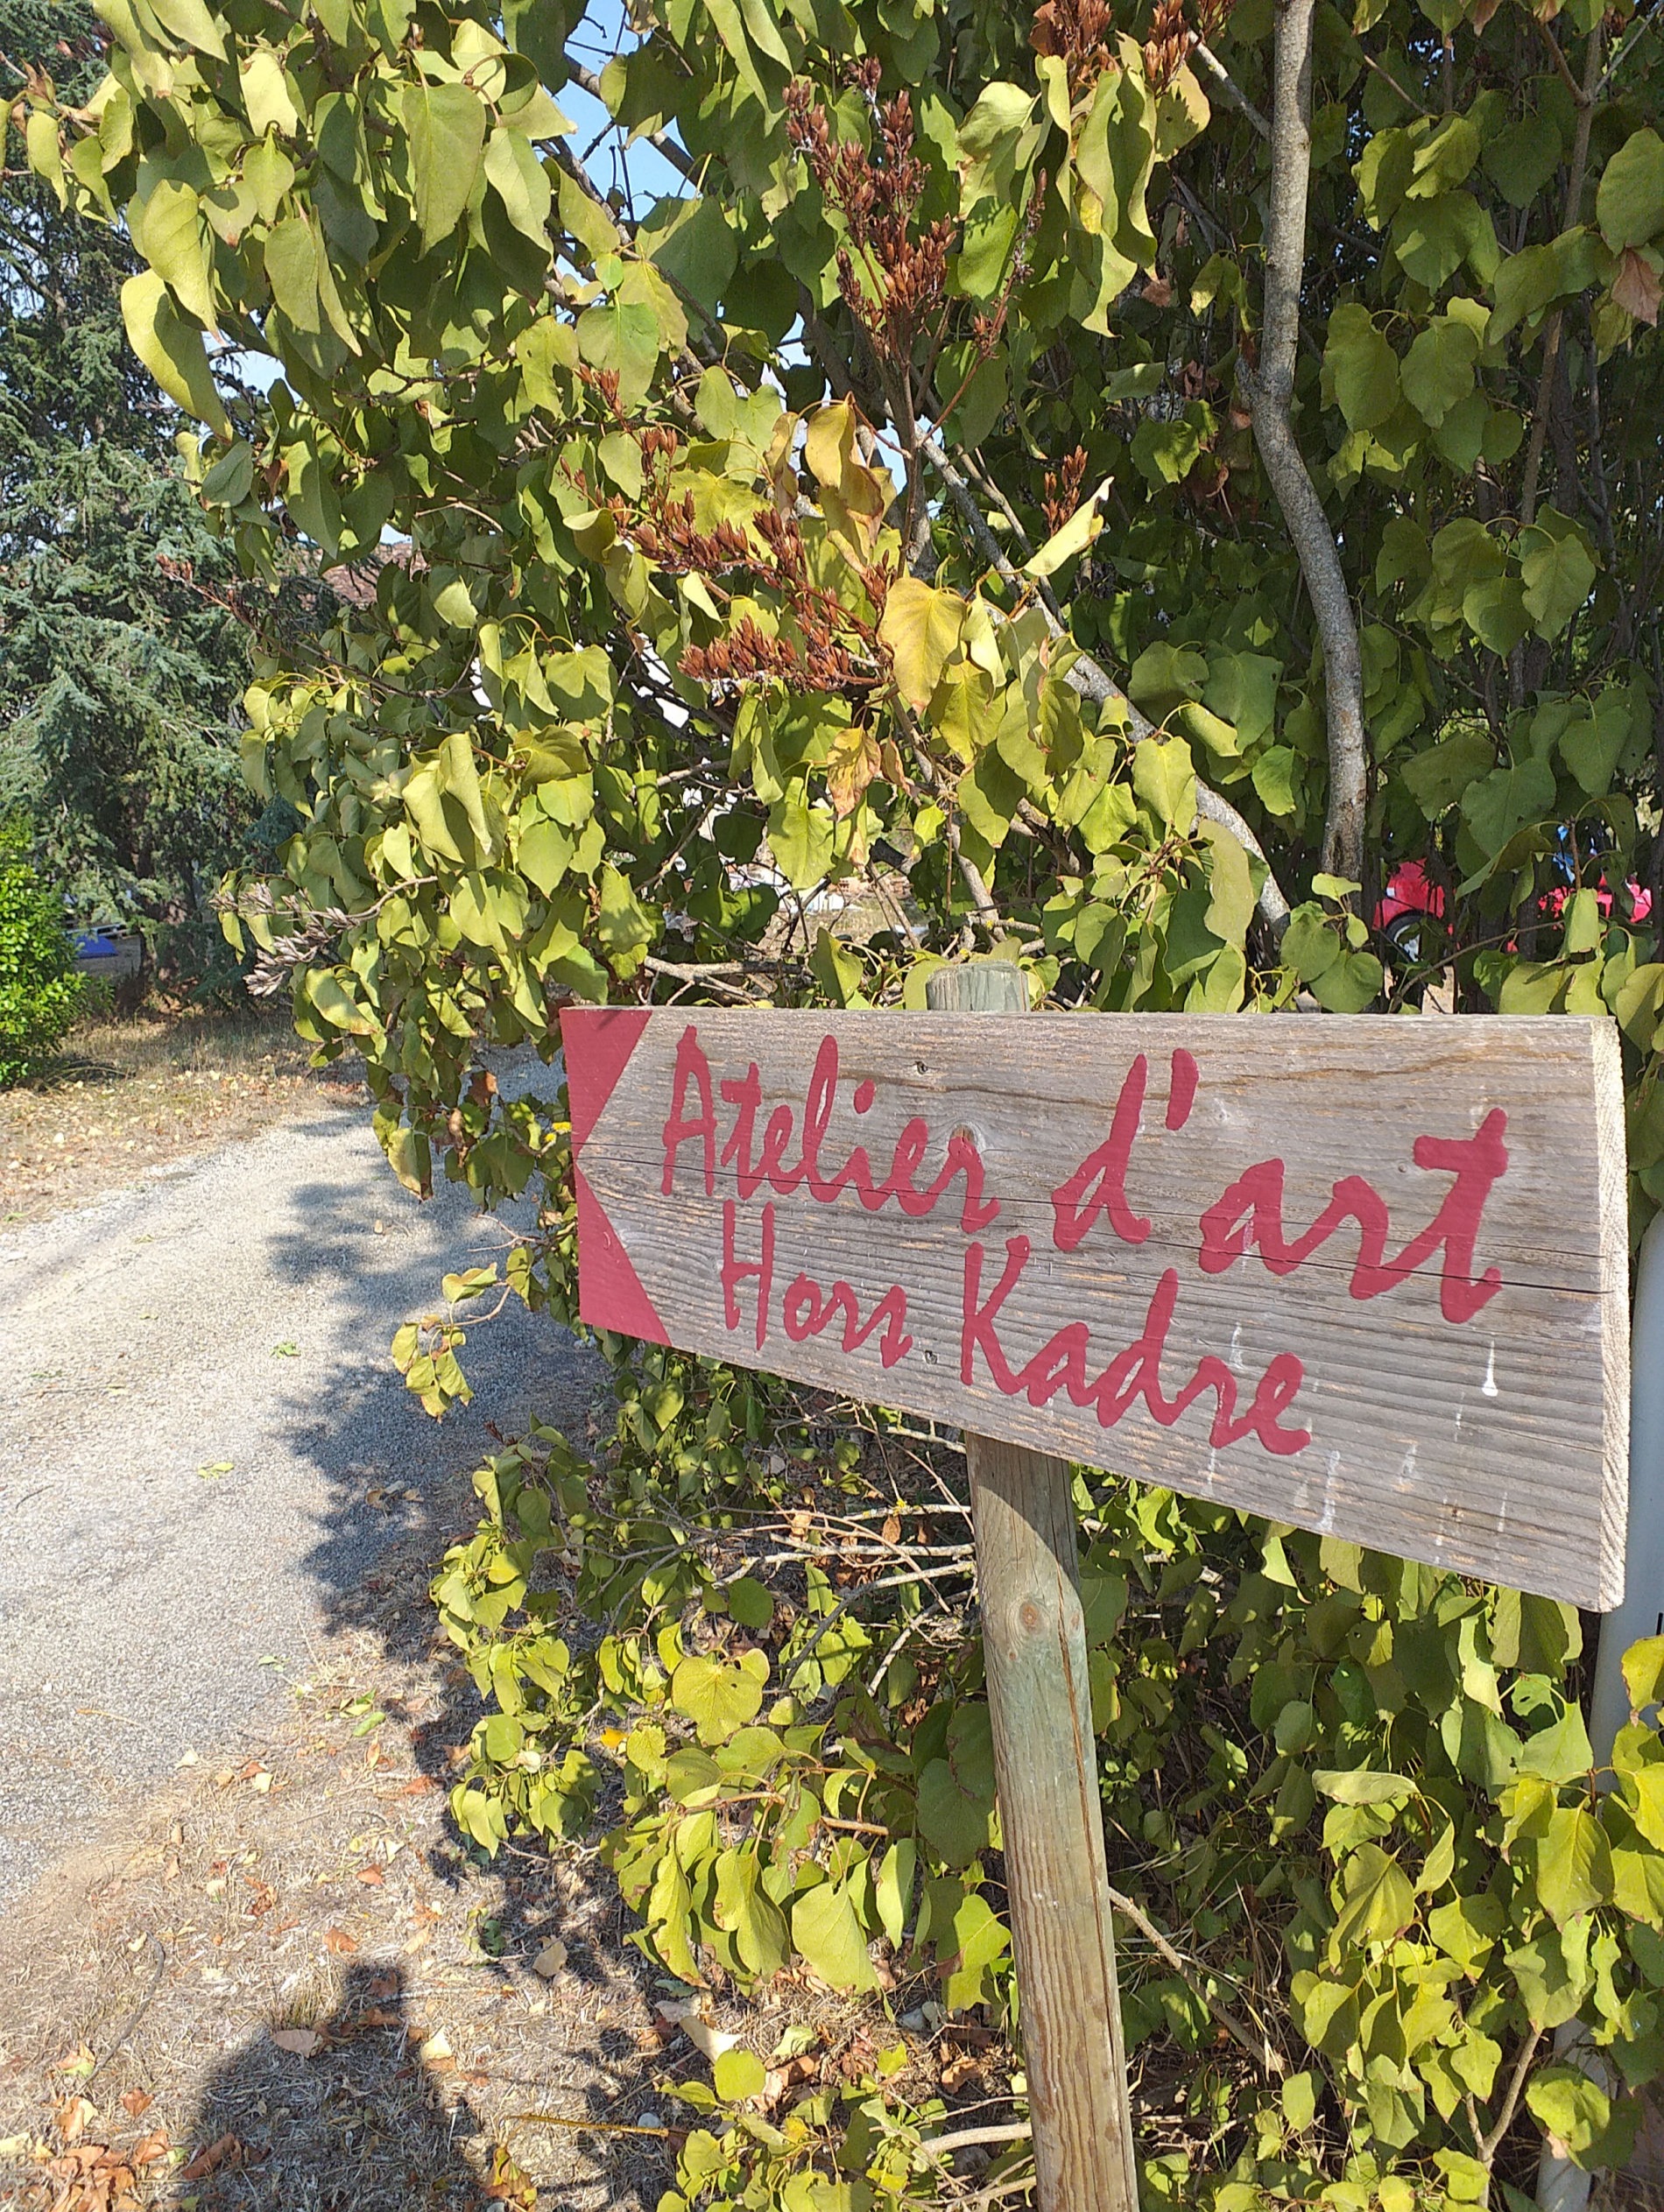 Atelier d'art
Hors Kadre